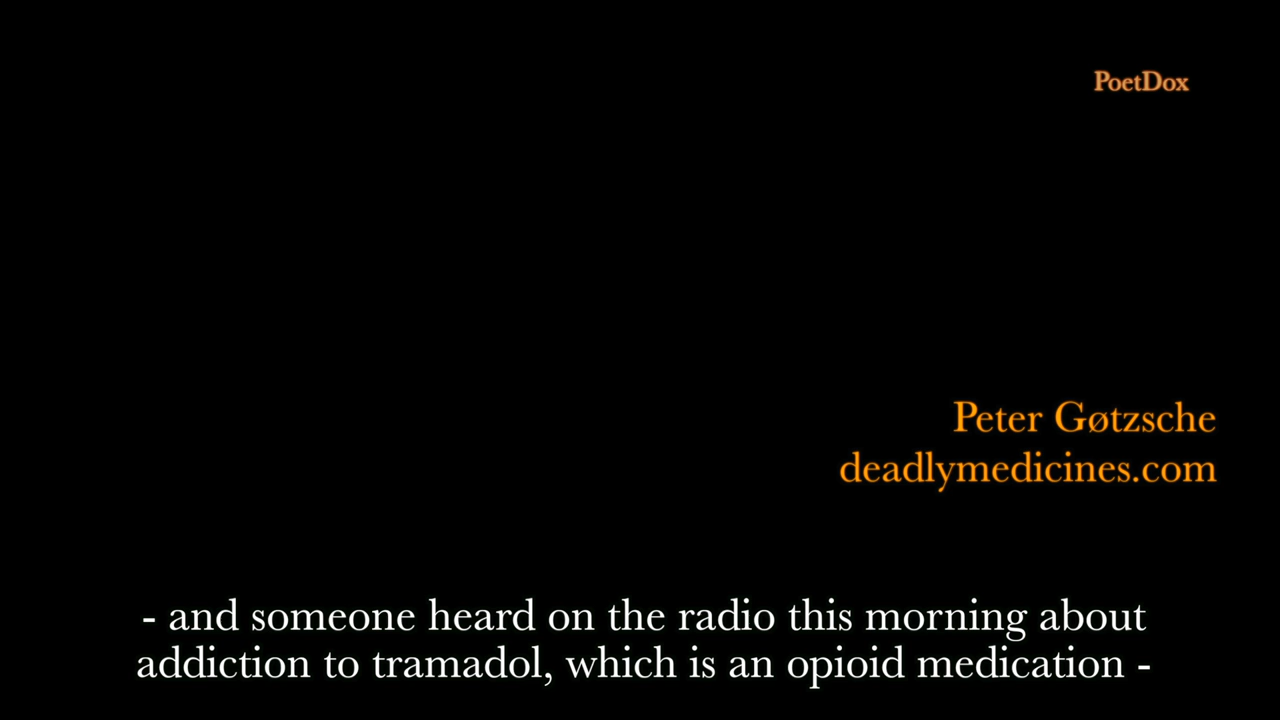 PoetDox
Peter Gøtzsche
deadlymedicines.com
- and someone heard on the radio this morning about
addiction to tramadol, which is an opioid medication -